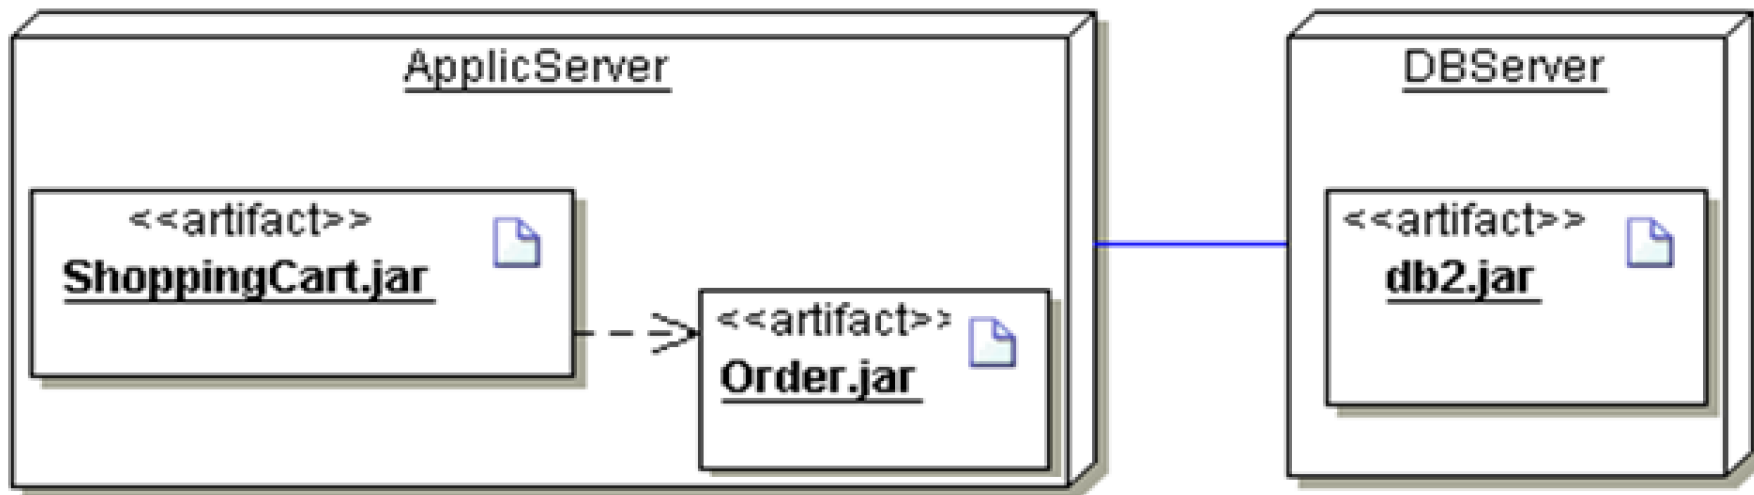 ApplicServer
<<artifact>>
ShoppingCart.jar
<<artifact>>
Order.jar
DBServer
<<artifact>>
db2.jar